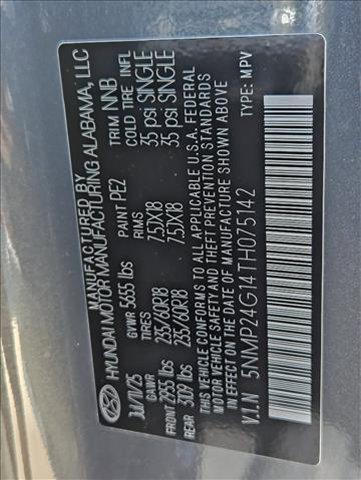 MANUFACTURED BY
HYUNDAI MOTOR MANUFACTURING ALABAMA, LLC
GVWR 5655 lbs PAINT PE2 TRIM NNB
GAWR TIRES RIMS COLD TIRE INFL
FRONT 2955 lbs 235/60R18 7.5JX18 35 psi SINGLE
REAR lbs 235/60R18 7.5JX18 35 psi SINGLE
THIS VEHICLE CONFORMS TO ALL APPLICABLE U.S.A. FEDERAL
MOTOR VEHICLE SAFETY AND THEFT PREVENTION STANDARDS
IN EFFECT ON THE DATE OF MANUFACTURE SHOWN ABOVE
V.I.N 5NMP24G14TH075142 TYPE: MPV